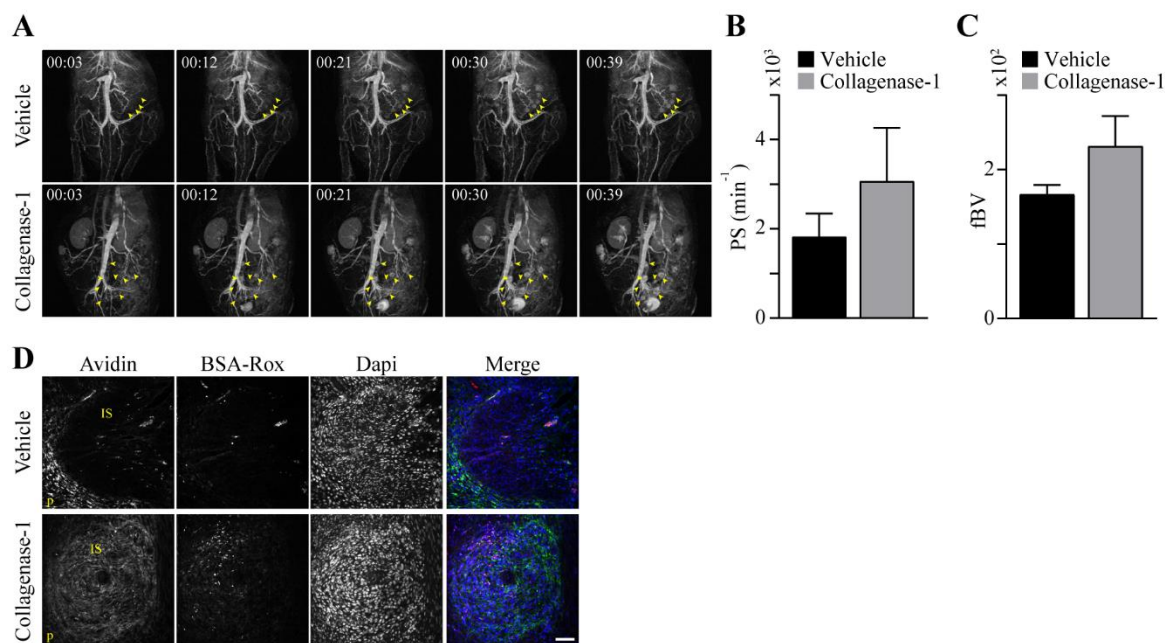 A
Vehicle
00:03 00:12 00:21 00:30 00:39
Collagenase-1
00:03 00:12 00:21 00:30 00:39
B
Vehicle
Collagenase-1
x10³
PS (min⁻¹)
4
2
0
C
Vehicle
Collagenase-1
x10²
fBV
2
0
D
Avidin BSA-Rox Dapi Merge
Vehicle
IS
p
Collagenase-1
IS
p